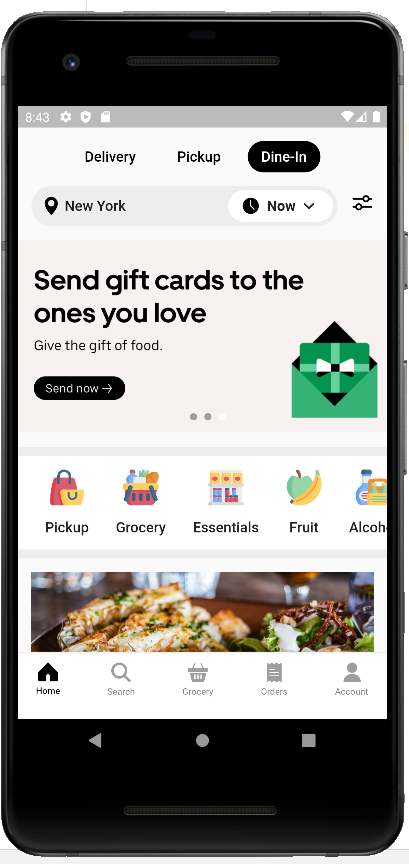 8:43
Delivery Pickup Dine-In
New York Now
Send gift cards to the
ones you love
Give the gift of food.
Send now →
Pickup Grocery Essentials Fruit Alcoh
Home Search Grocery Orders Account